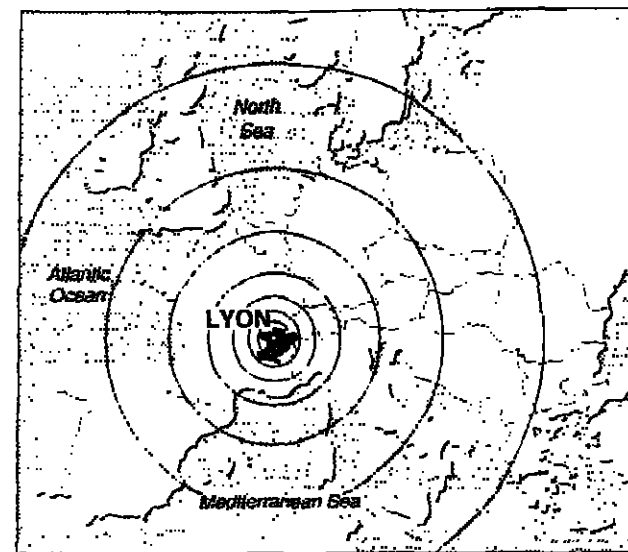 North
Sea
Atlantic
Ocean
LYON
Mediterranean Sea